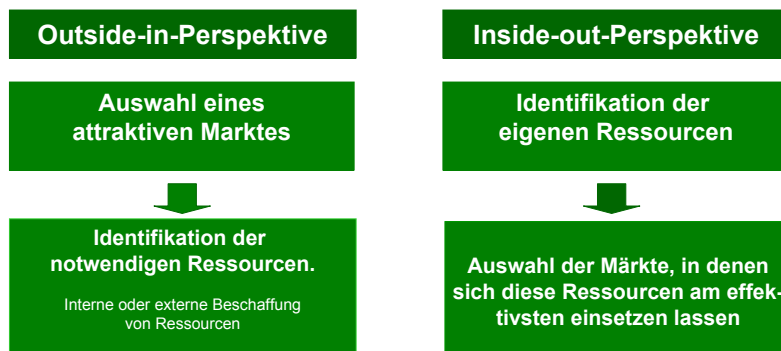 Outside-in-Perspektive
Auswahl eines
attraktiven Marktes
Identifikation der
notwendigen Ressourcen.
Interne oder externe Beschaffung
von Ressourcen
Inside-out-Perspektive
Identifikation der
eigenen Ressourcen
Auswahl der Märkte, in denen
sich diese Ressourcen am effek-
tivsten einsetzen lassen